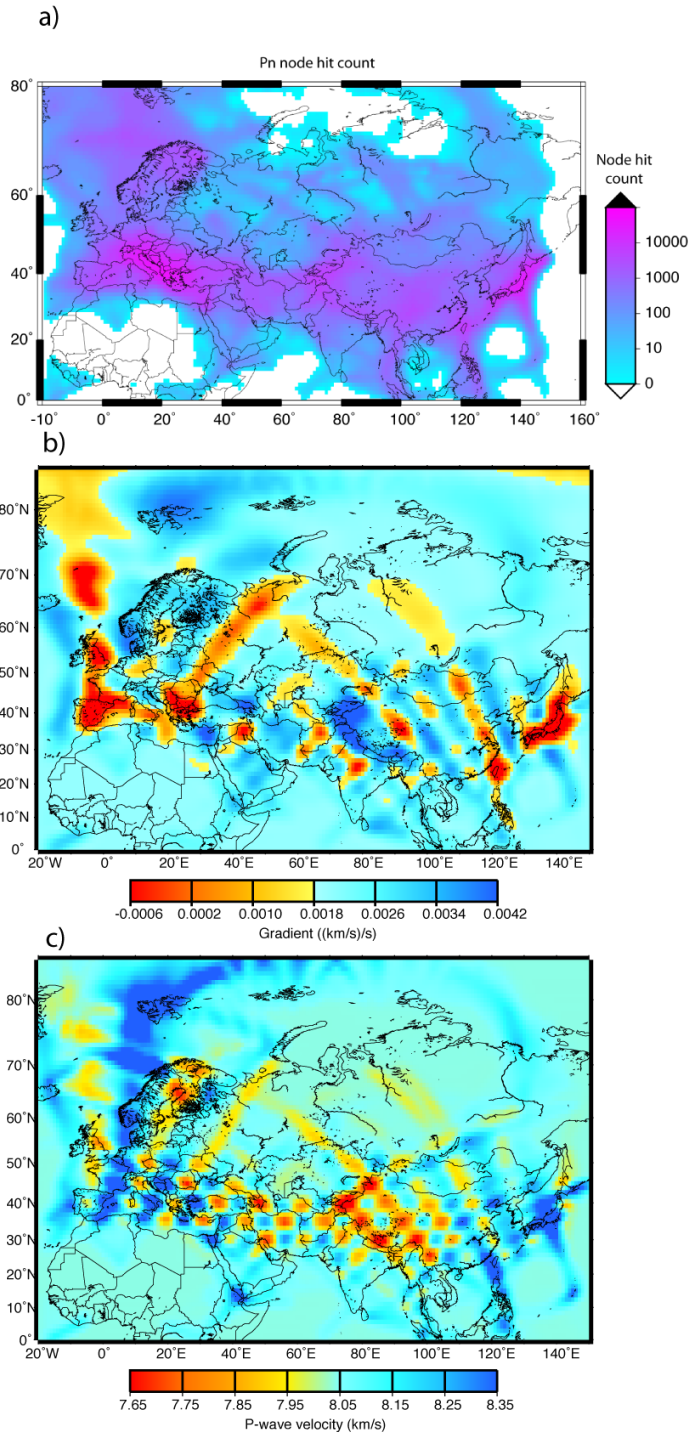 a)
Pn node hit count
80°
60°
40°
20°
0°
-10° 0° 20° 40° 60° 80° 100° 120° 140° 160°
Node hit
count
10000
1000
100
10
0
b)
80°N
70°N
60°N
50°N
40°N
30°N
20°N
10°N
0°
20°W 0° 20°E 40°E 60°E 80°E 100°E 120°E 140°E
-0.0006 0.0002 0.0010 0.0018 0.0026 0.0034 0.0042
Gradient ((km/s)/s)
c)
80°N
70°N
60°N
50°N
40°N
30°N
20°N
10°N
0°
20°W 0° 20°E 40°E 60°E 80°E 100°E 120°E 140°E
7.65 7.75 7.85 7.95 8.05 8.15 8.25 8.35
P-wave velocity (km/s)